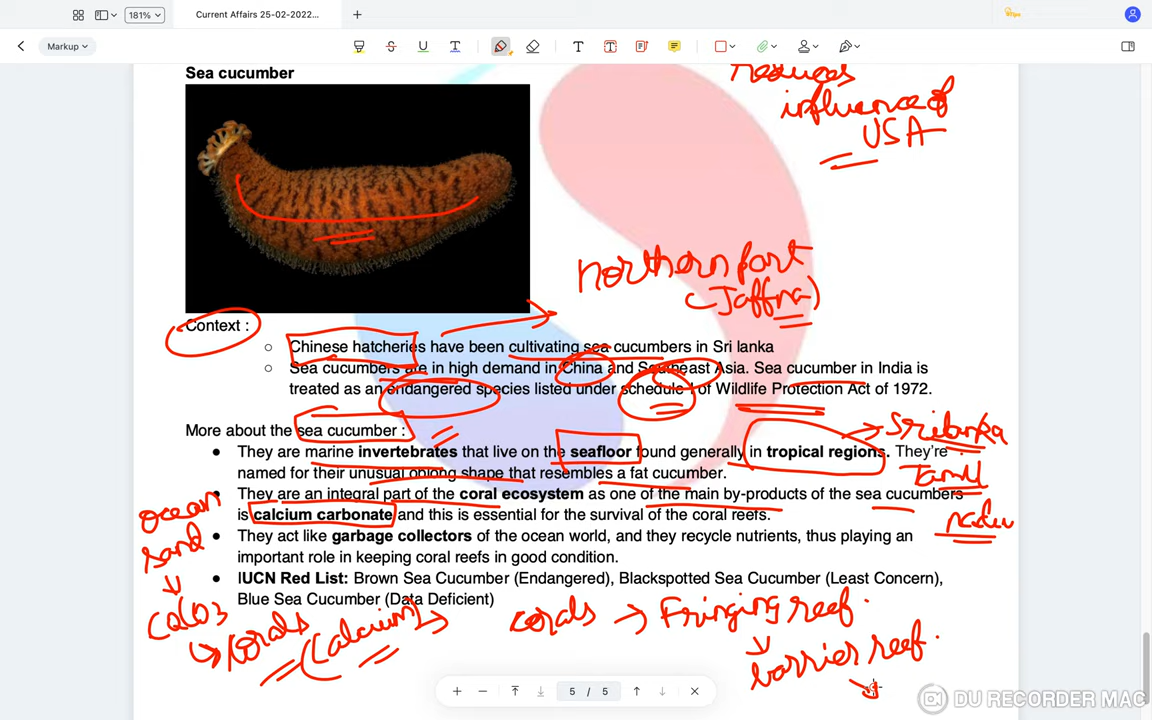 181%
Current Affairs 25-02-2022...
Markup
Sea cucumber
reduces
influence of
USA
northern part
(Jaffna)
Context :
Chinese hatcheries have been cultivating sea cucumbers in Sri lanka
Sea cucumbers are in high demand in China and Southeast Asia. Sea cucumber in India is
treated as an endangered species listed under schedule I of Wildlife Protection Act of 1972.
More about the sea cucumber :
Srilanka
They are marine invertebrates that live on the seafloor found generally in tropical regions. They're
named for their unusual oblong shape that resembles a fat cucumber.
Tamil
nadu
They are an integral part of the coral ecosystem as one of the main by-products of the sea cucumbers
is calcium carbonate and this is essential for the survival of the coral reefs.
ocean
sand
They act like garbage collectors of the ocean world, and they recycle nutrients, thus playing an
important role in keeping coral reefs in good condition.
IUCN Red List: Brown Sea Cucumber (Endangered), Blackspotted Sea Cucumber (Least Concern),
Blue Sea Cucumber (Data Deficient)
CaCO3
corals
(calcium)
corals → Fringing reef.
barrier reef.
5 / 5
DU RECORDER MAC